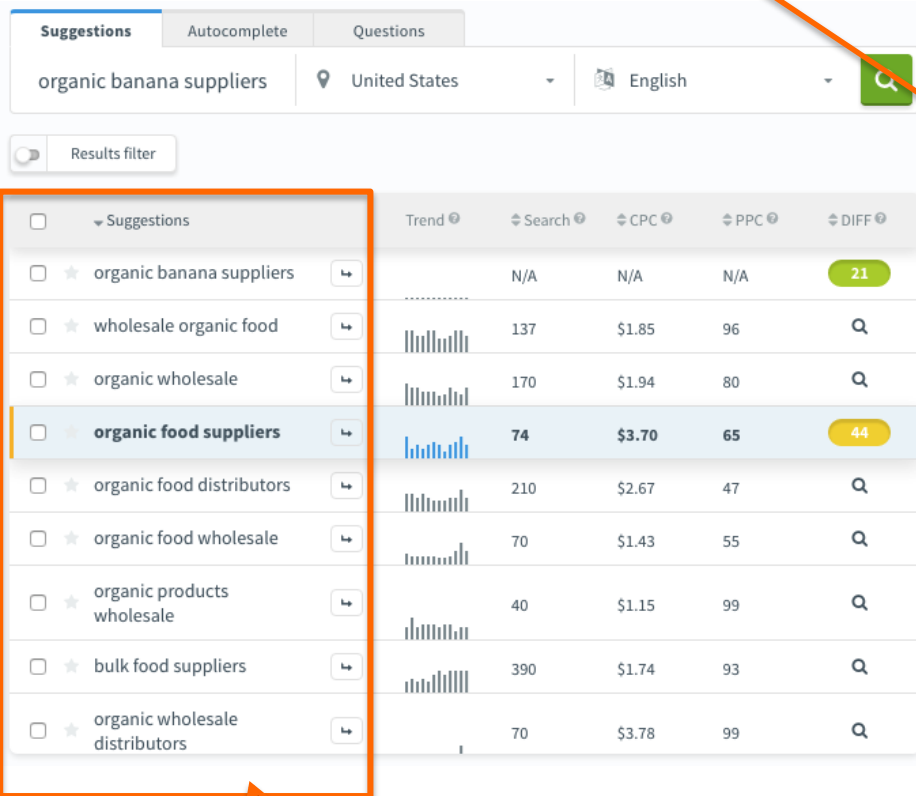 Suggestions Autocomplete Questions
organic banana suppliers United States English
Results filter
Suggestions Trend Search CPC PPC DIFF
organic banana suppliers N/A N/A N/A 21
wholesale organic food 137 $1.85 96
organic wholesale 170 $1.94 80
organic food suppliers 74 $3.70 65 44
organic food distributors 210 $2.67 47
organic food wholesale 70 $1.43 55
organic products
wholesale 40 $1.15 99
bulk food suppliers 390 $1.74 93
organic wholesale
distributors 70 $3.78 99